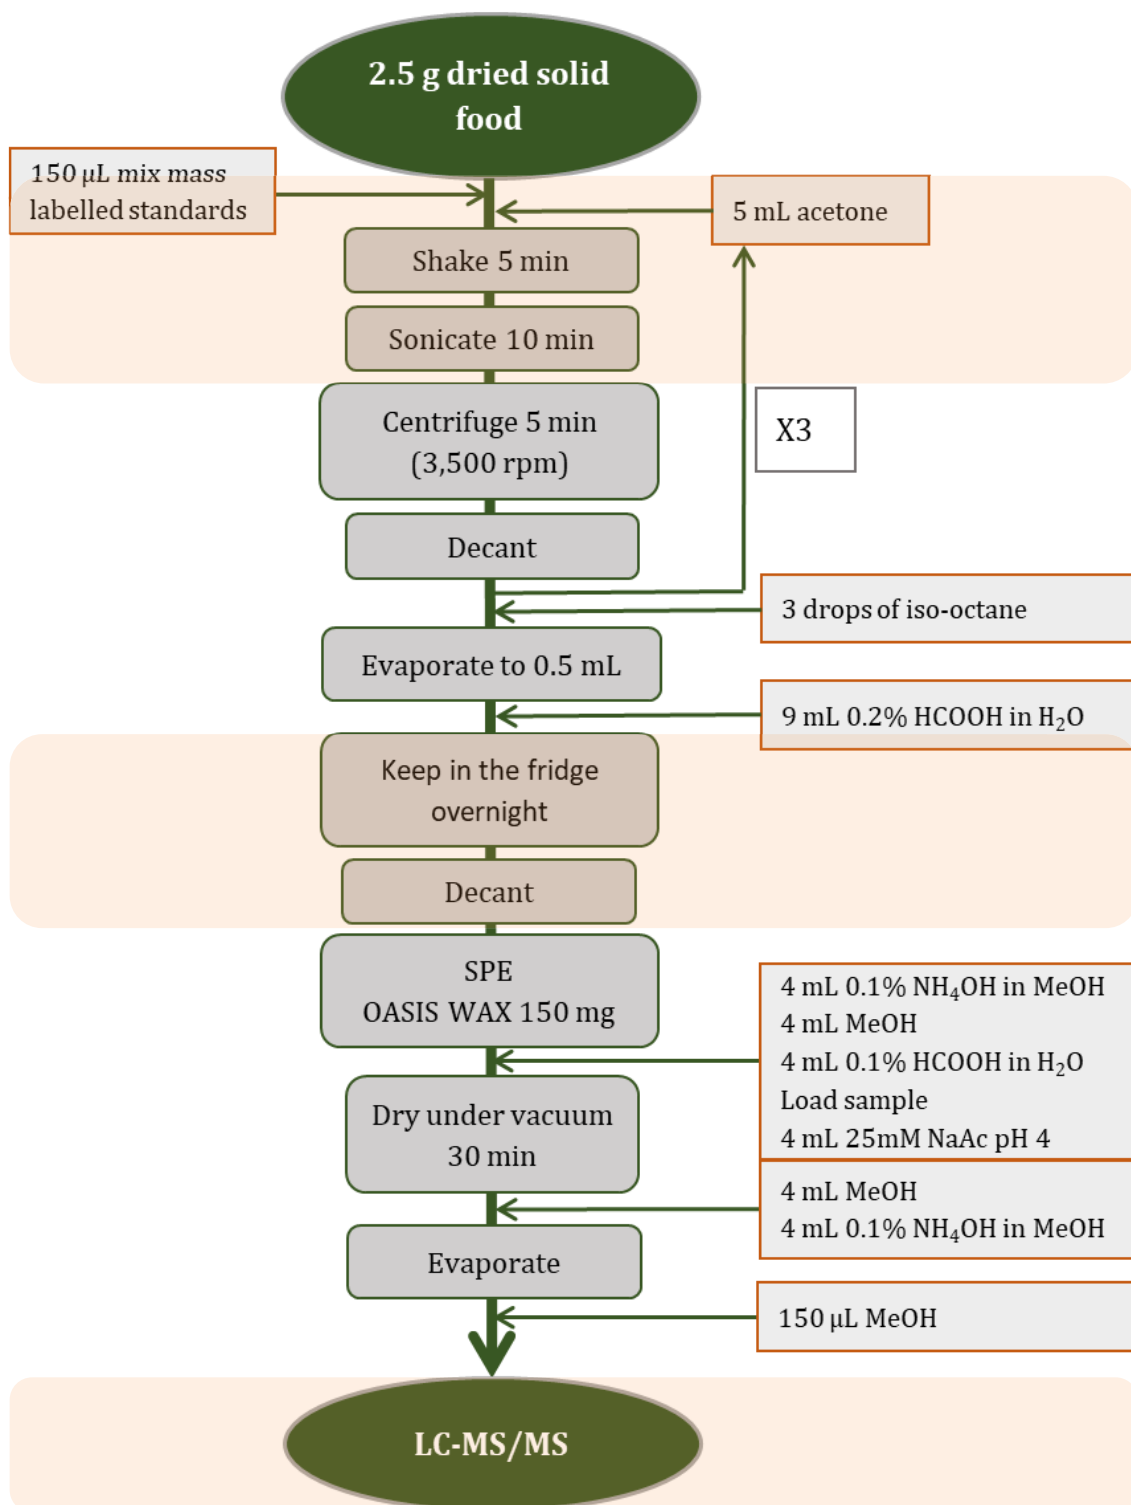 2.5 g dried solid
food
150 µL mix mass
labelled standards
5 mL acetone
Shake 5 min
Sonicate 10 min
Centrifuge 5 min
(3,500 rpm)
X3
Decant
3 drops of iso-octane
Evaporate to 0.5 mL
9 mL 0.2% HCOOH in H₂O
Keep in the fridge
overnight
Decant
SPE
OASIS WAX 150 mg
4 mL 0.1% NH₄OH in MeOH
4 mL MeOH
4 mL 0.1% HCOOH in H₂O
Load sample
4 mL 25mM NaAc pH 4
Dry under vacuum
30 min
4 mL MeOH
4 mL 0.1% NH₄OH in MeOH
Evaporate
150 µL MeOH
LC-MS/MS